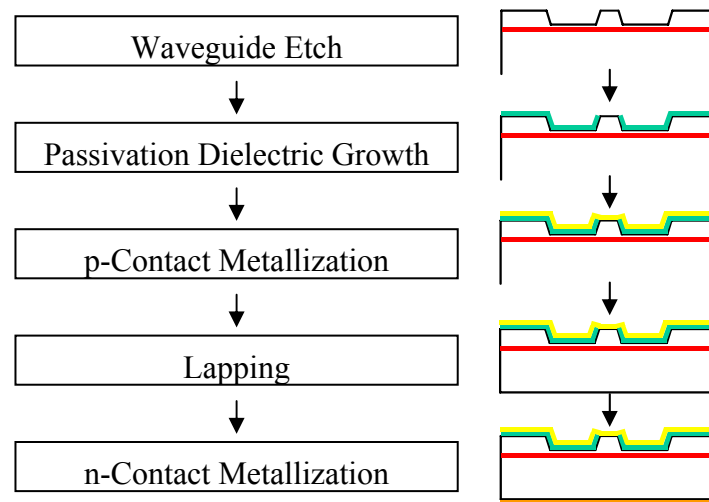 Waveguide Etch
Passivation Dielectric Growth
p-Contact Metallization
Lapping
n-Contact Metallization